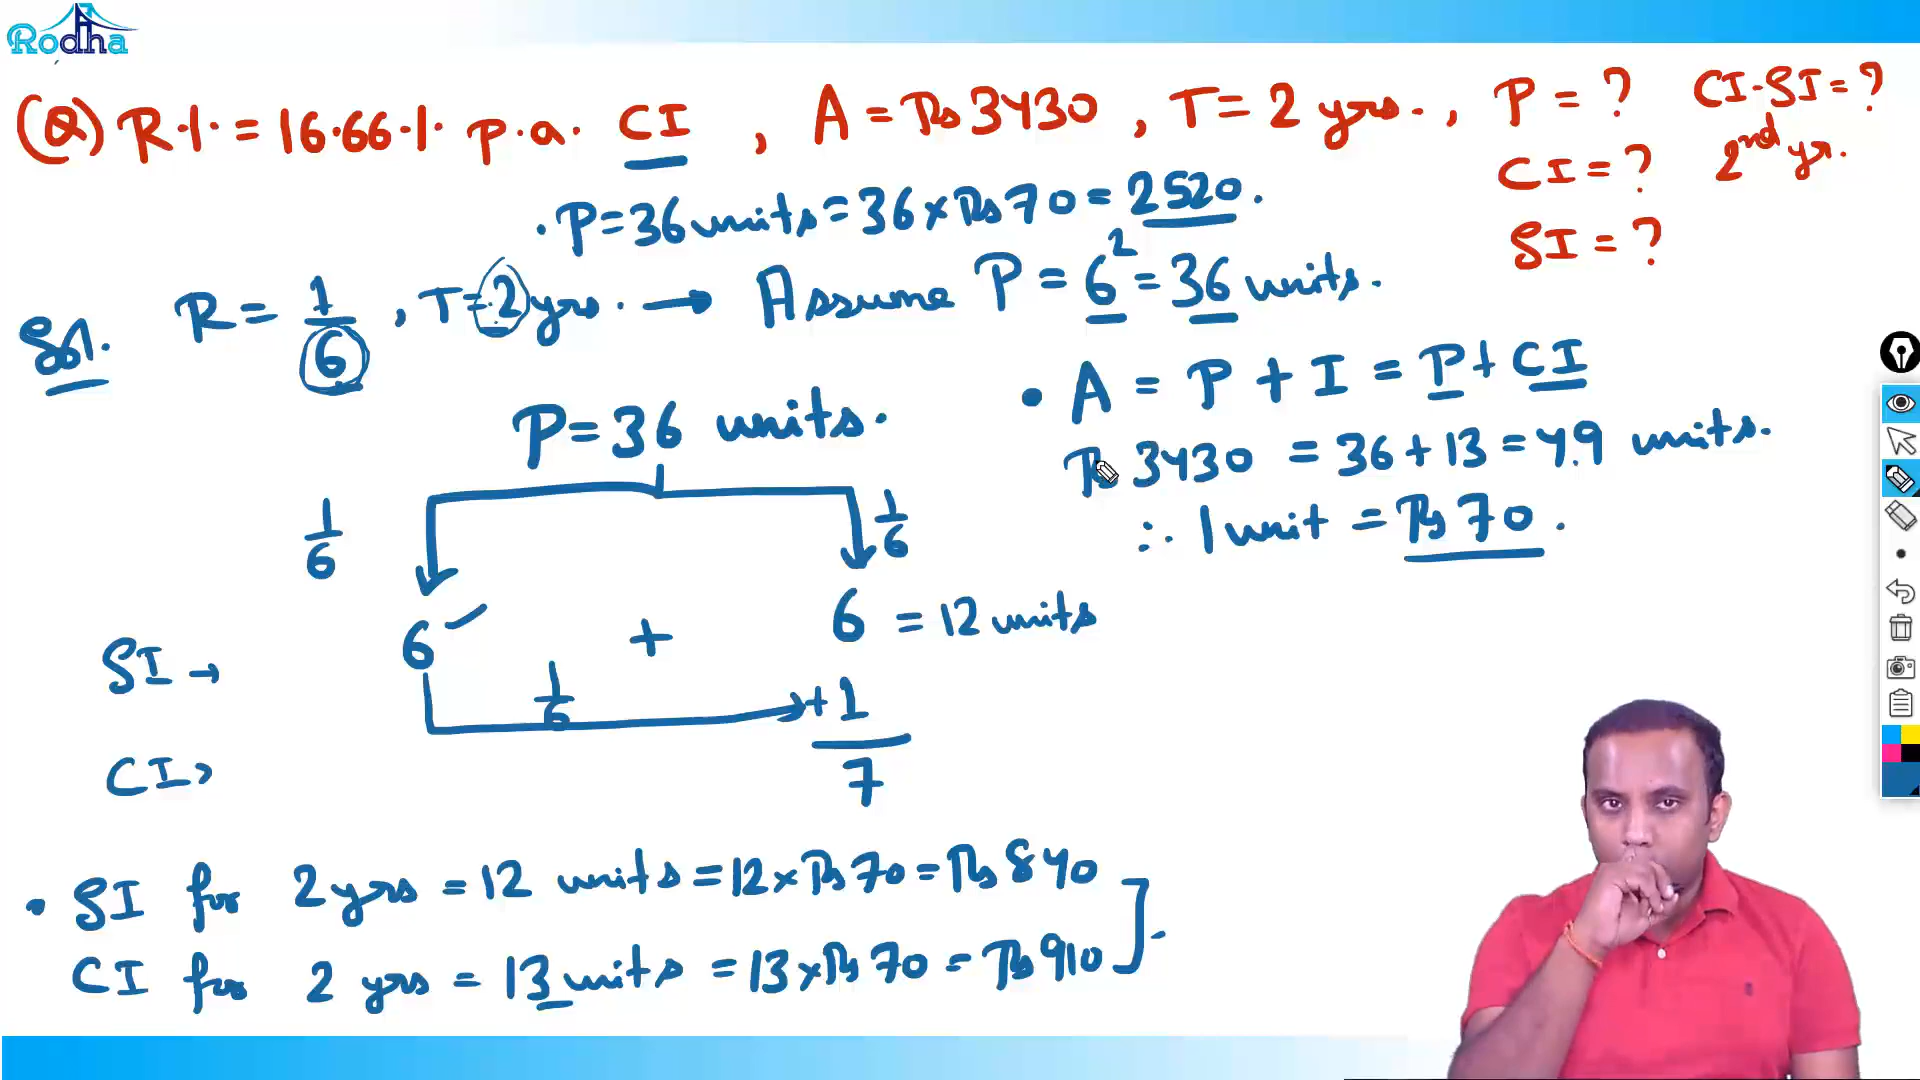 Rodha
(Q) R.1. = 16.66.1. p.a. CI , A = Rs 3430 , T = 2 yrs. , P = ? CI-SI = ?
2nd yr.
CI = ?
SI = ?
. P = 36 units = 36 x Rs 70 = 2520.
Sol. R = 1/6 , T = 2 yrs. → Assume P = 6² = 36 units.
P = 36 units.
• A = P + I = P + CI
Rs 3430 = 36 + 13 = 49 units.
∴ 1 unit = Rs 70.
1/6 1/6
SI → 6 + 6 = 12 units
1/6 +1
CI → 7
• SI for 2 yrs = 12 units = 12 x Rs 70 = Rs 840
CI for 2 yrs = 13 units = 13 x Rs 70 = Rs 910